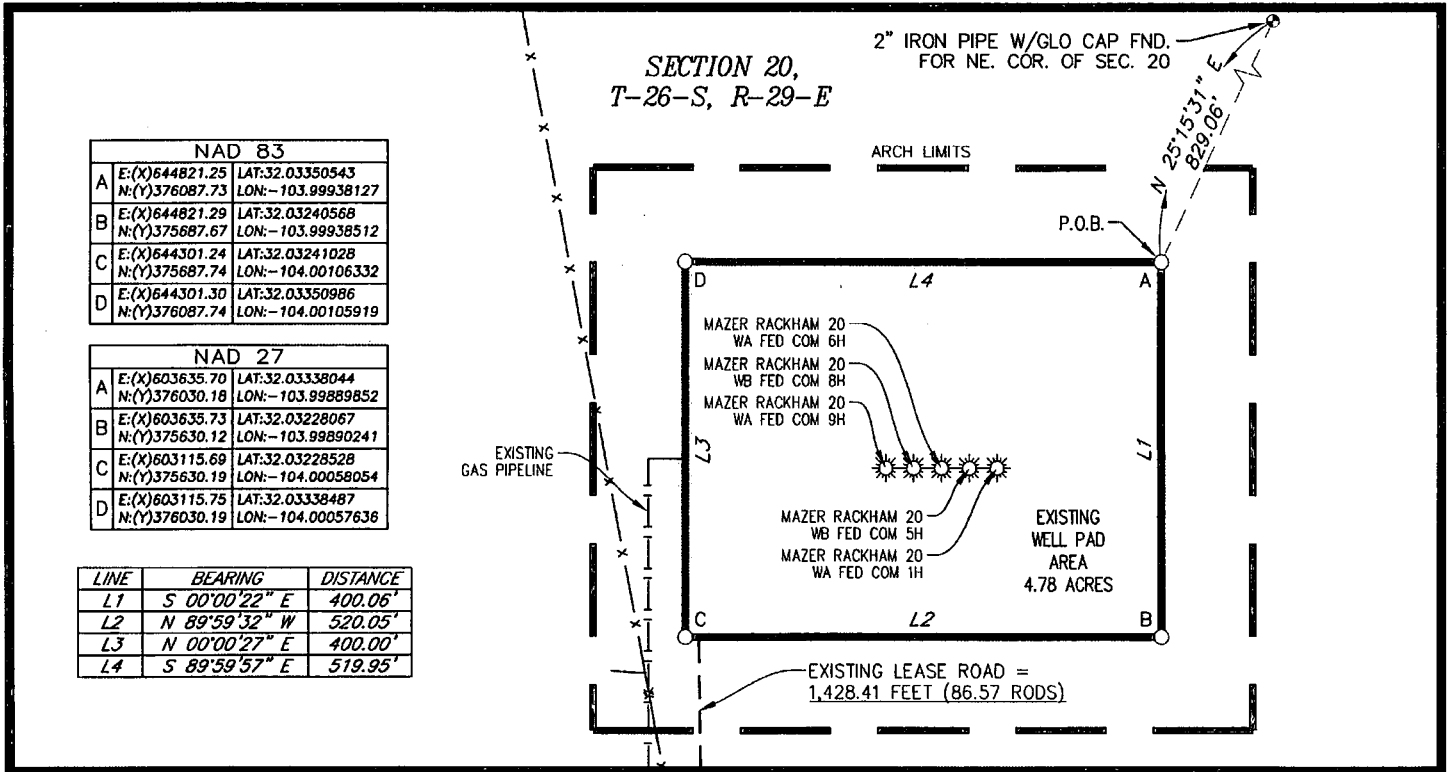 SECTION 20,
T-26-S, R-29-E
2" IRON PIPE W/GLO CAP FND.
FOR NE. COR. OF SEC. 20
N 25°15'31" E
829.06'
ARCH LIMITS
P.O.B.
NAD 83
A E:(X)644821.25 LAT:32.03350543
N:(Y)376087.73 LON:-103.99938127
B E:(X)644821.29 LAT:32.03240568
N:(Y)375687.67 LON:-103.99938512
C E:(X)644301.24 LAT:32.03241028
N:(Y)375687.74 LON:-104.00106332
D E:(X)644301.30 LAT:32.03350986
N:(Y)376087.74 LON:-104.00105919
NAD 27
A E:(X)603635.70 LAT:32.03338044
N:(Y)376030.18 LON:-103.99889852
B E:(X)603635.73 LAT:32.03228067
N:(Y)375630.12 LON:-103.99890241
C E:(X)603115.69 LAT:32.03228528
N:(Y)375630.19 LON:-104.00058054
D E:(X)603115.75 LAT:32.03338487
N:(Y)376030.19 LON:-104.00057636
LINE BEARING DISTANCE
L1 S 00°00'22" E 400.06'
L2 N 89°59'32" W 520.05'
L3 N 00°00'27" E 400.00'
L4 S 89°59'57" E 519.95'
D
L4
A
MAZER RACKHAM 20
WA FED COM 6H
MAZER RACKHAM 20
WB FED COM 8H
MAZER RACKHAM 20
WA FED COM 9H
L3
L1
EXISTING
GAS PIPELINE
MAZER RACKHAM 20
WB FED COM 5H
MAZER RACKHAM 20
WA FED COM 1H
EXISTING
WELL PAD
AREA
4.78 ACRES
C
L2
B
EXISTING LEASE ROAD =
1,428.41 FEET (86.57 RODS)